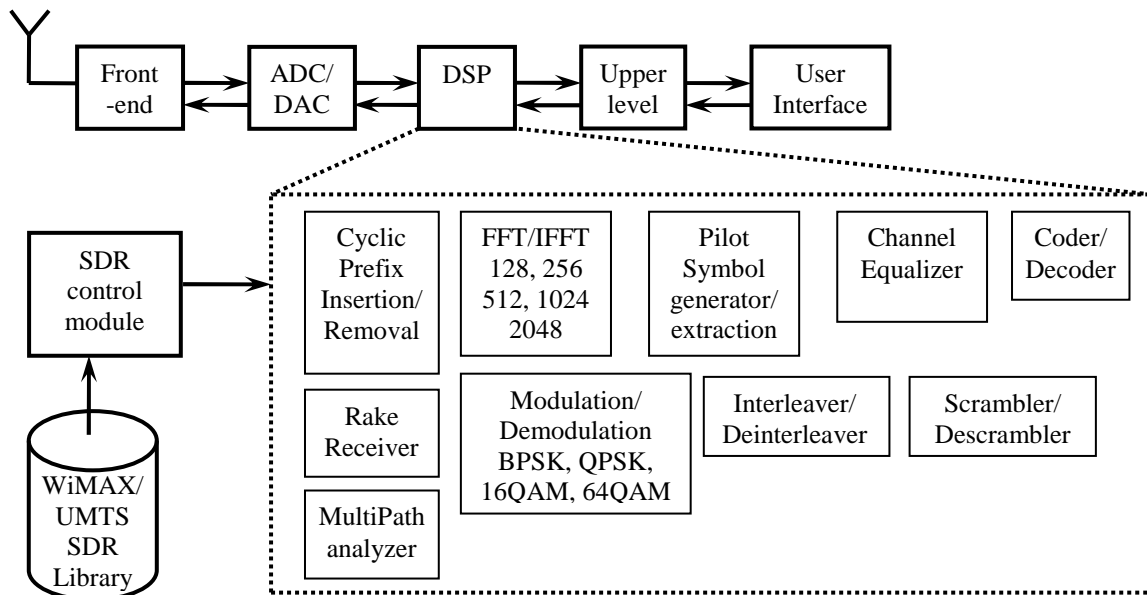 Front
-end
ADC/
DAC
DSP
Upper
level
User
Interface
SDR
control
module
WiMAX/
UMTS
SDR
Library
Cyclic
Prefix
Insertion/
Removal
FFT/IFFT
128, 256
512, 1024
2048
Pilot
Symbol
generator/
extraction
Channel
Equalizer
Coder/
Decoder
Rake
Receiver
Modulation/
Demodulation
BPSK, QPSK,
16QAM, 64QAM
Interleaver/
Deinterleaver
Scrambler/
Descrambler
MultiPath
analyzer